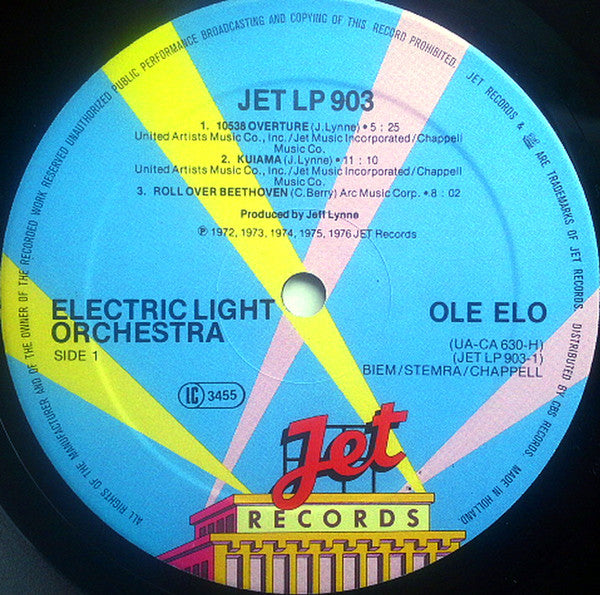 ALL RIGHTS OF THE MANUFACTURER AND OF THE OWNER OF THE RECORDED WORK RESERVED UNAUTHORIZED PUBLIC PERFORMANCE BROADCASTING AND COPYING OF THIS RECORD PROHIBITED. JET RECORDS & JET ARE TRADEMARKS OF JET RECORDS. DISTRIBUTED BY CBS RECORDS. MADE IN HOLLAND
JET LP 903
1. 10538 OVERTURE (J.Lynne) • 5 : 25
United Artists Music Co., Inc./Jet Music Incorporated/Chappell
Music Co.
2. KUIAMA (J.Lynne) • 11 : 10
United Artists Music Co., Inc./Jet Music Incorporated/Chappell
Music Co.
3. ROLL OVER BEETHOVEN (C.Berry) Arc Music Corp. • 8 : 02
Produced by Jeff Lynne
℗ 1972, 1973, 1974, 1975, 1976 JET Records
ELECTRIC LIGHT
ORCHESTRA
SIDE 1
OLE ELO
(UA-CA 630-H)
(JET LP 903-1)
BIEM/STEMRA/CHAPPELL
LC 3455
Jet
RECORDS